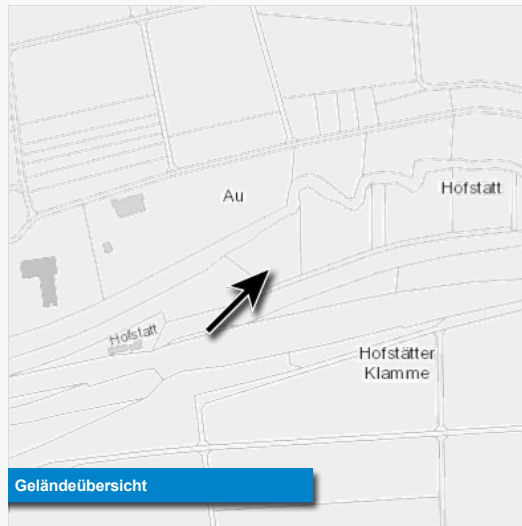 Au
Hofstatt
Hofstatt
Hofstätter
Klamme
Geländeübersicht